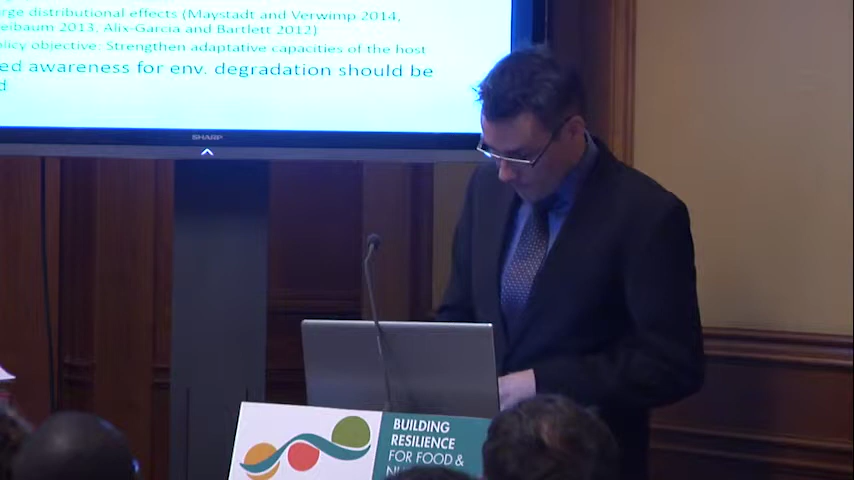 rge distributional effects (Maystadt and Verwimp 2014,
eibaum 2013, Alix-Garcia and Bartlett 2012)
licy objective: Strengthen adaptative capacities of the host
ed awareness for env. degradation should be
d
SHARP
BUILDING
RESILIENCE
FOR FOOD &